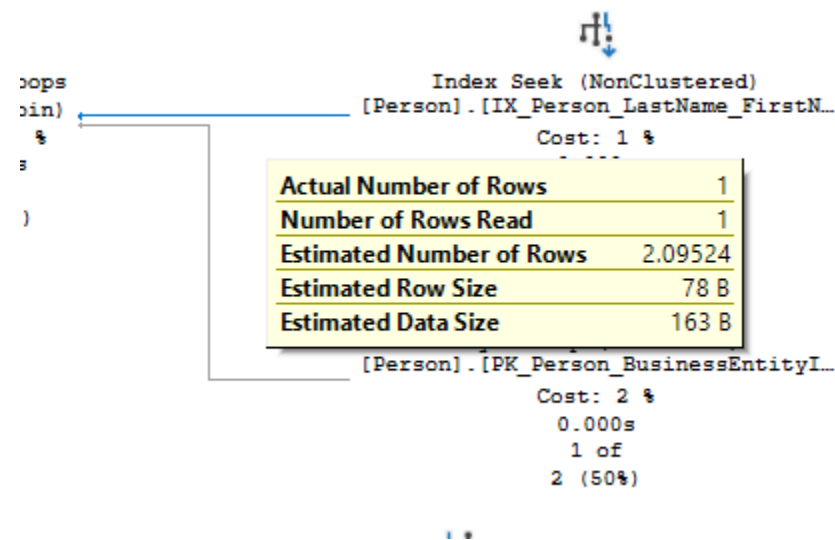 Index Seek (NonClustered)
[Person].[IX_Person_LastName_FirstN…
Cost: 1 %
oops
oin)
%
s
)
Actual Number of Rows 1
Number of Rows Read 1
Estimated Number of Rows 2.09524
Estimated Row Size 78 B
Estimated Data Size 163 B
[Person].[PK_Person_BusinessEntityI…
Cost: 2 %
0.000s
1 of
2 (50%)